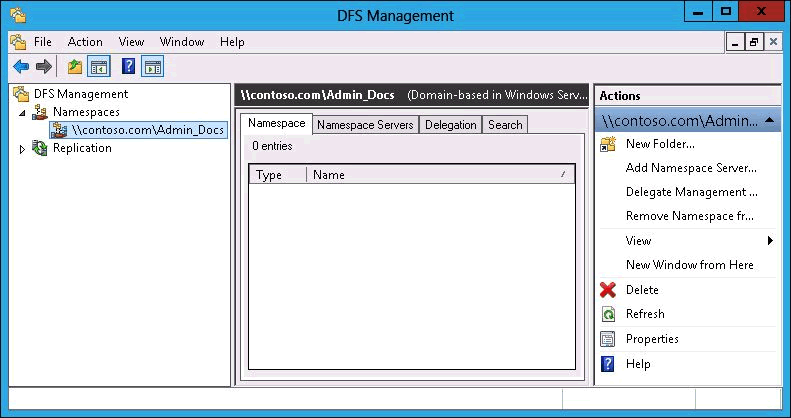 DFS Management
File Action View Window Help
DFS Management
Namespaces
\\contoso.com\Admin_Docs
Replication
\\contoso.com\Admin_Docs (Domain-based in Windows Serv...
Namespace Namespace Servers Delegation Search
0 entries
Type Name
Actions
\\contoso.com\Admin...
New Folder...
Add Namespace Server...
Delegate Management ...
Remove Namespace fr...
View
New Window from Here
Delete
Refresh
Properties
Help